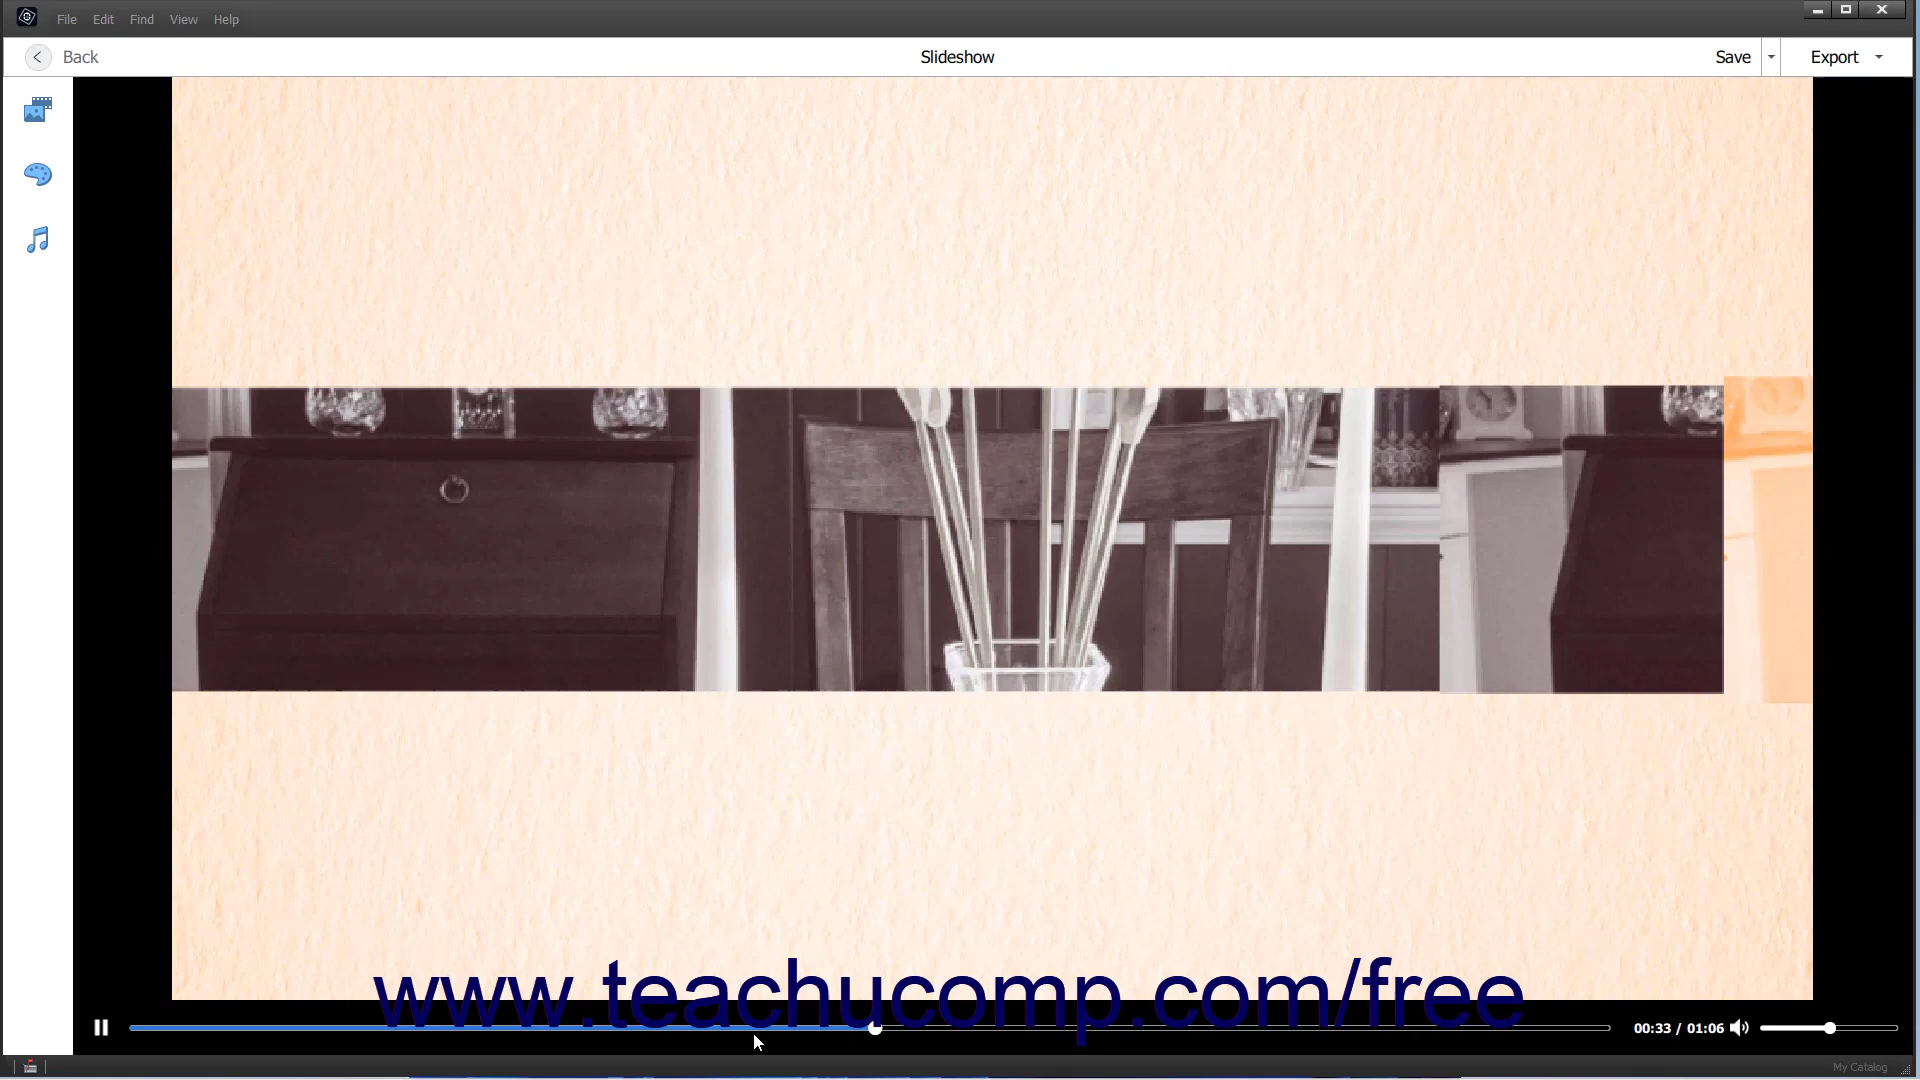 File Edit Find View Help
Back Slideshow Save Export
www.teachucomp.com/free
00:33 / 01:06
My Catalog